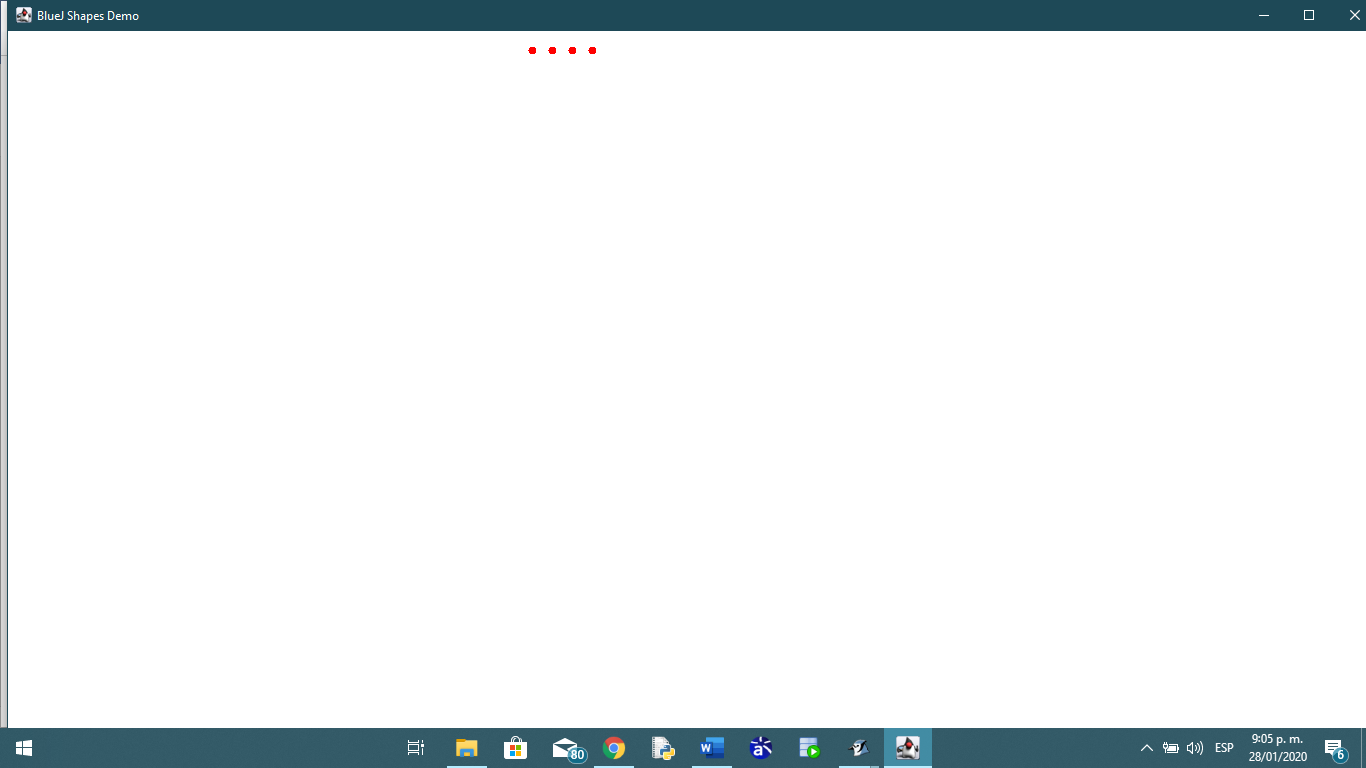 BlueJ Shapes Demo
80
W
a
ESP
9:05 p. m.
28/01/2020
6